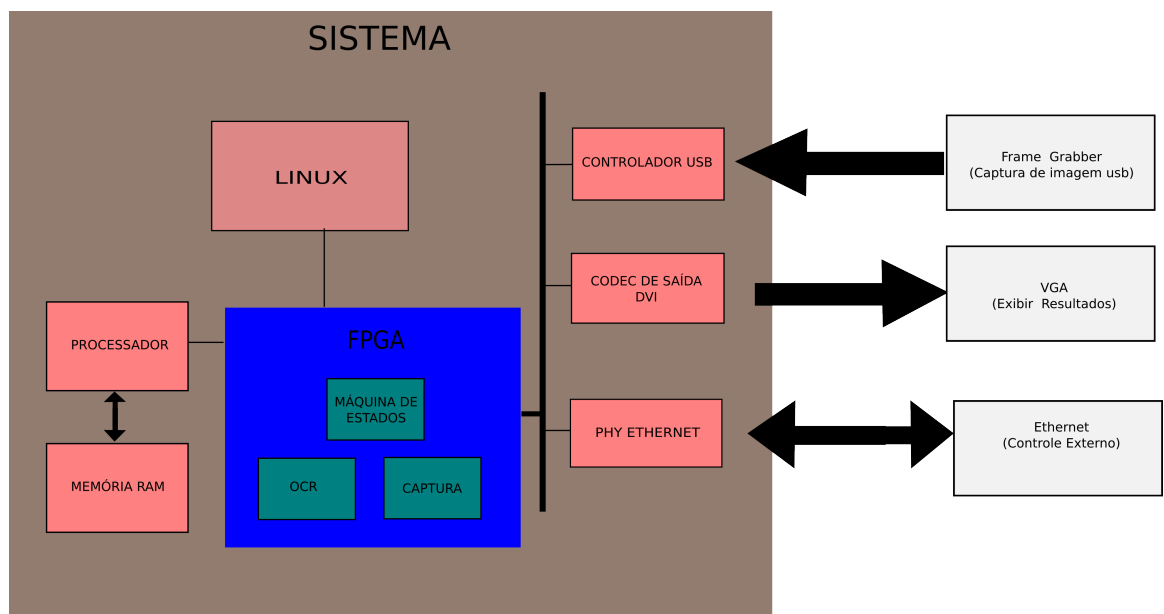 SISTEMA
LINUX
CONTROLADOR USB
Frame Grabber
(Captura de imagem usb)
CODEC DE SAÍDA
DVI
VGA
(Exibir Resultados)
PROCESSADOR
FPGA
MÁQUINA DE
ESTADOS
PHY ETHERNET
Ethernet
(Controle Externo)
MEMÓRIA RAM
OCR
CAPTURA